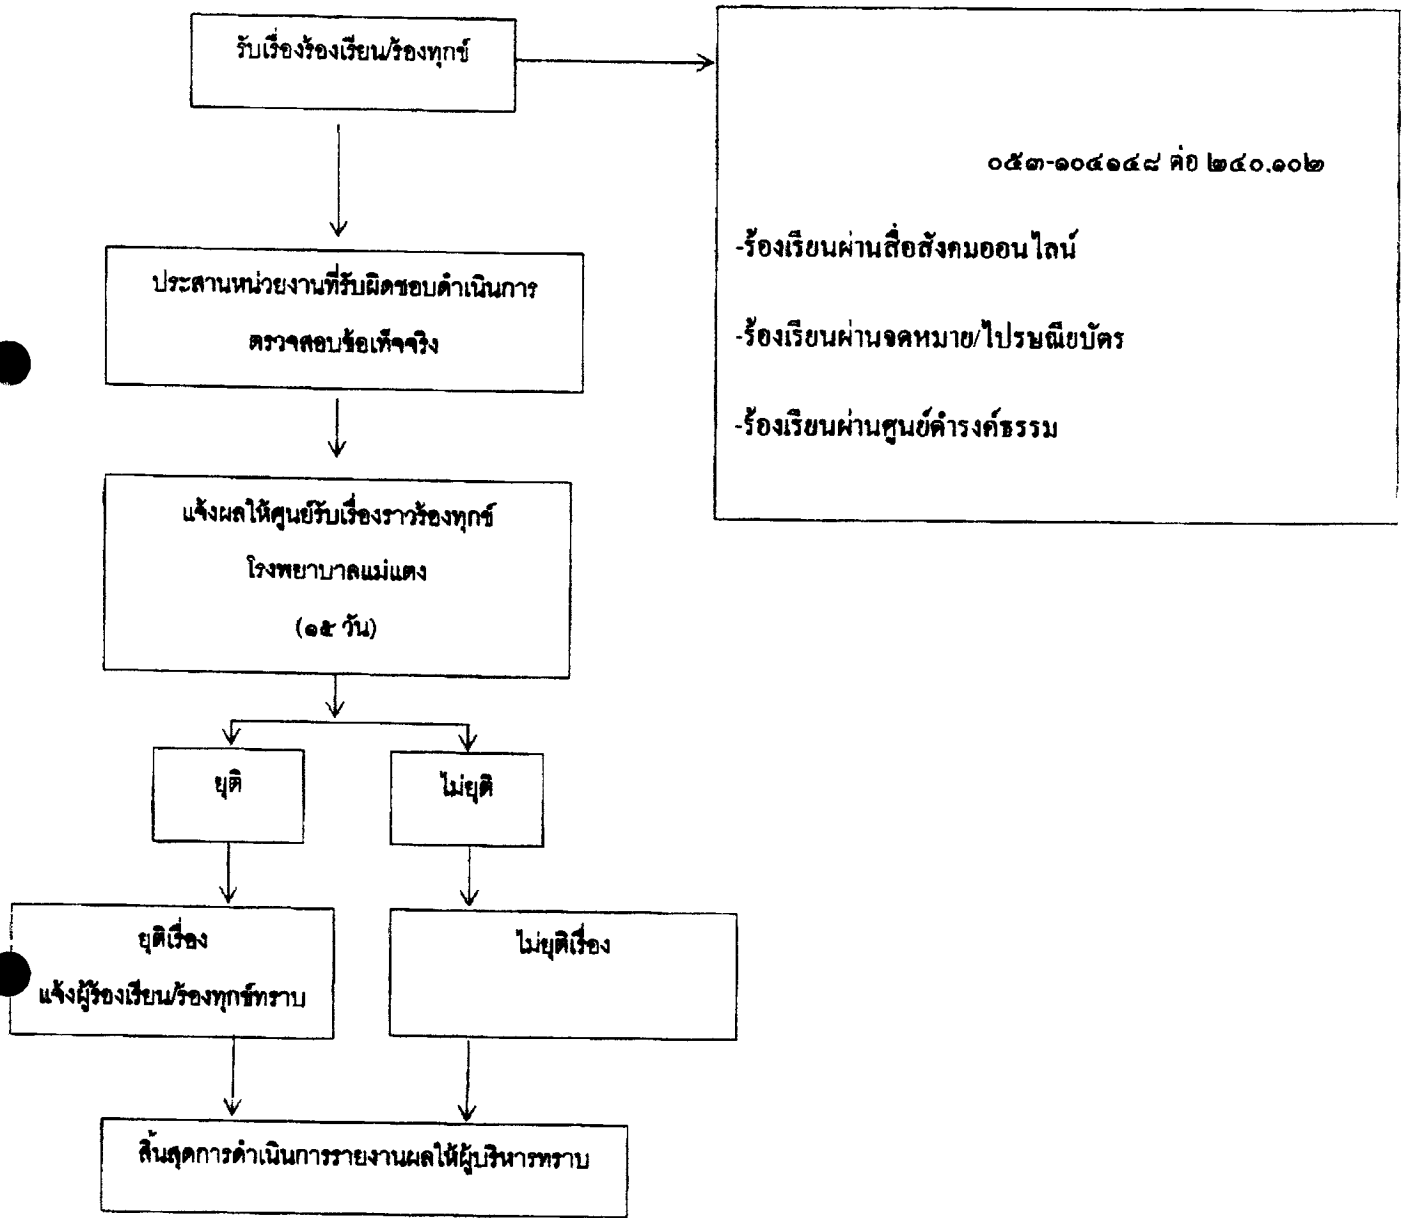 รับเรื่องร้องเรียน/ร้องทุกข์
๐๕๓-๑๐๔๑๔๘ ต่อ ๒๔๐,๑๐๒
-ร้องเรียนผ่านสื่อสังคมออนไลน์
-ร้องเรียนผ่านจดหมาย/ไปรษณียบัตร
-ร้องเรียนผ่านศูนย์ดำรงค์ธรรม
ประสานหน่วยงานที่รับผิดชอบดำเนินการ
ตรวจสอบข้อเท็จจริง
แจ้งผลให้ศูนย์รับเรื่องราวร้องทุกข์
โรงพยาบาลแม่แตง
(๑๕ วัน)
ยุติ
ไม่ยุติ
ยุติเรื่อง
แจ้งผู้ร้องเรียน/ร้องทุกข์ทราบ
ไม่ยุติเรื่อง
สิ้นสุดการดำเนินการรายงานผลให้ผู้บริหารทราบ